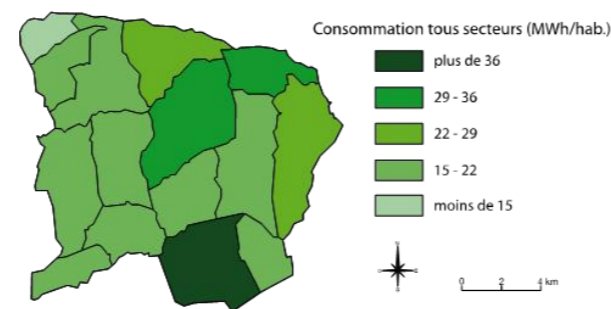 Consommation tous secteurs (MWh/hab.)
plus de 36
29 - 36
22 - 29
15 - 22
moins de 15
0 2 4 km